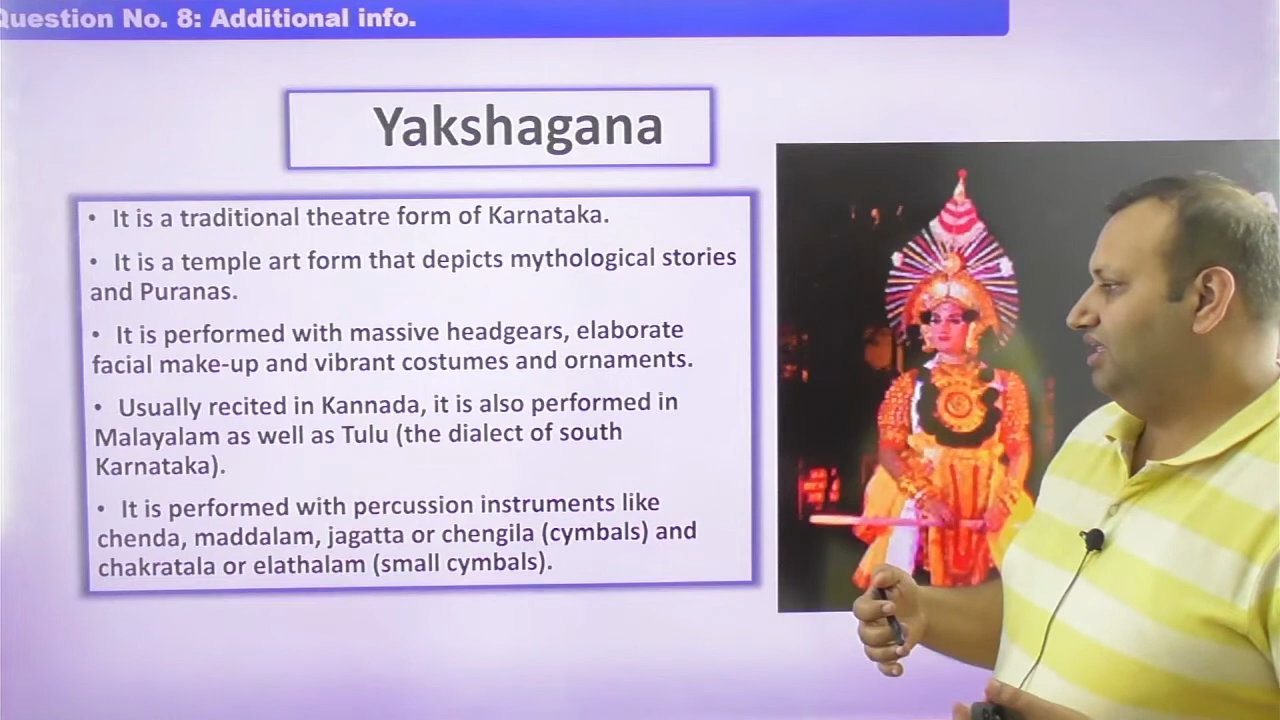 Question No. 8: Additional info.
Yakshagana
• It is a traditional theatre form of Karnataka.
• It is a temple art form that depicts mythological stories
and Puranas.
• It is performed with massive headgears, elaborate
facial make-up and vibrant costumes and ornaments.
• Usually recited in Kannada, it is also performed in
Malayalam as well as Tulu (the dialect of south
Karnataka).
• It is performed with percussion instruments like
chenda, maddalam, jagatta or chengila (cymbals) and
chakratala or elathalam (small cymbals).